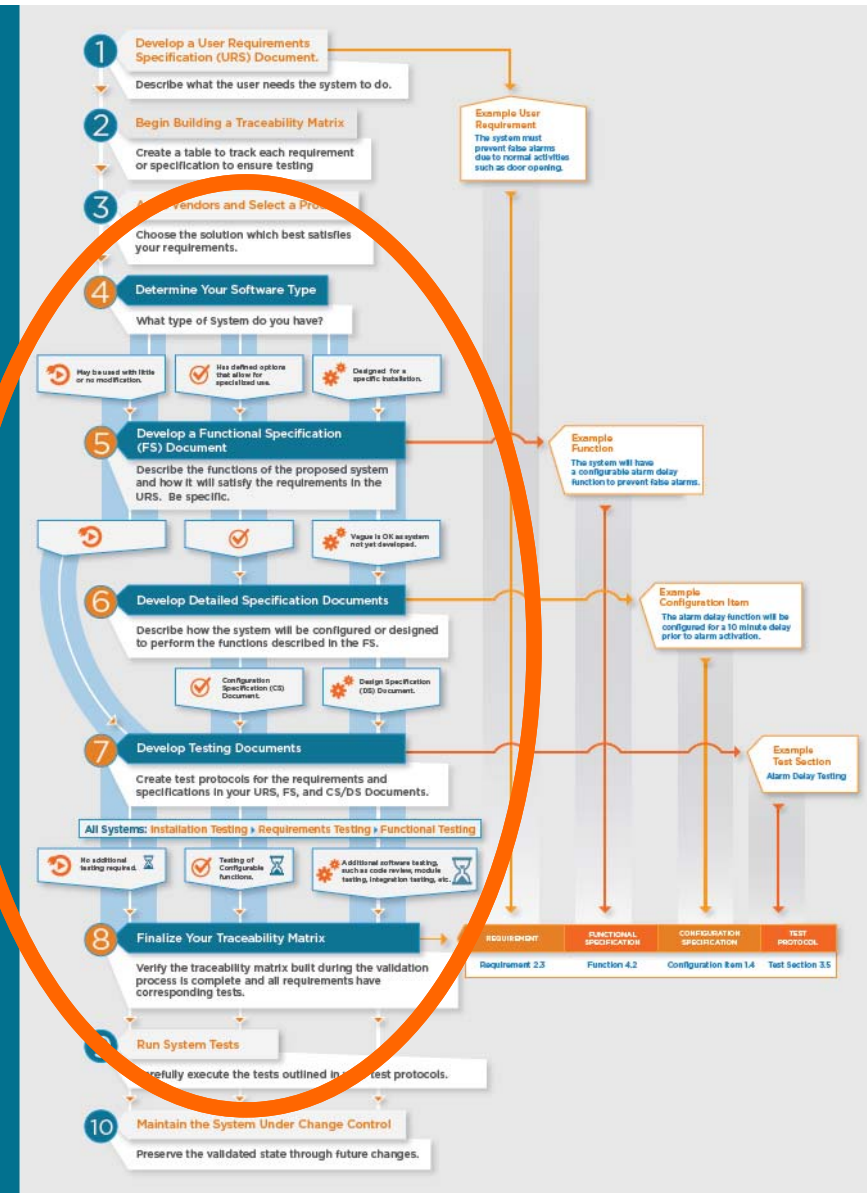 1
Develop a User Requirements
Specification (URS) Document.
Describe what the user needs the system to do.
Example User
Requirement
The system must
prevent false alarms
due to normal activities
such as door opening.
2
Begin Building a Traceability Matrix
Create a table to track each requirement
or specification to ensure testing
3
Vendors and Select a
Choose the solution which best satisfies
your requirements.
4
Determine Your Software Type
What type of System do you have?
May be used with little
or no modification.
Has defined options
that allow for
specialized use.
Designed for a
specific installation.
5
Develop a Functional Specification
(FS) Document
Describe the functions of the proposed system
and how it will satisfy the requirements in the
URS. Be specific.
Example
Function
The system will have
a configurable alarm delay
function to prevent false alarms.
Vague is OK as system
not yet developed.
6
Develop Detailed Specification Documents
Describe how the system will be configured or designed
to perform the functions described in the FS.
Example
Configuration Item
The alarm delay function will be
configured for a 10 minute delay
prior to alarm activation.
Configuration
Specification (CS)
Document.
Design Specification
(DS) Document.
7
Develop Testing Documents
Create test protocols for the requirements and
specifications in your URS, FS, and CS/DS Documents.
Example
Test Section
Alarm Delay Testing
All Systems: Installation Testing Requirements Testing Functional Testing
No additional
testing required.
Testing of
Configurable
functions.
Additional software testing,
such as code review, module
testing, integration testing, etc.
8
Finalize Your Traceability Matrix
Verify the traceability matrix built during the validation
process is complete and all requirements have
corresponding tests.
REQUIREMENT FUNCTIONAL SPECIFICATION CONFIGURATION SPECIFICATION TEST PROTOCOL
Requirement 2.3 Function 4.2 Configuration Item 1.4 Test Section 3.5
Run System Tests
execute the tests outlined in test protocols.
10
Maintain the System Under Change Control
Preserve the validated state through future changes.